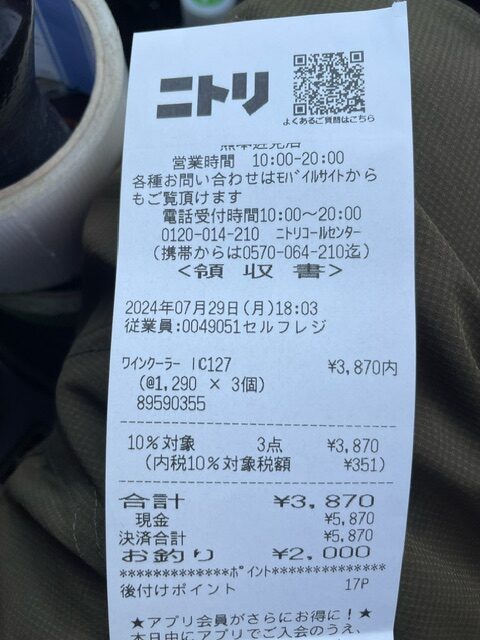 ニトリ
よくあるご質問はこちら
営業時間 10:00-20:00
各種お問い合わせはﾓﾊﾞｲﾙｻｲﾄから
もご覧頂けます
電話受付時間10:00～20:00
0120-014-210 ﾆﾄﾘｺｰﾙｾﾝﾀｰ
(携帯からは0570-064-210迄)
＜領収書＞
2024年07月29日(月)18:03
従業員:0049051セルフレジ
ﾜｲﾝｸｰﾗｰ IC127 ¥3,870内
(@1,290 × 3個)
89590355
10%対象 3点 ¥3,870
(内税10%対象税額 ¥351)
合計 ¥3,870
現金 ¥5,870
決済合計 ¥5,870
お釣り ¥2,000
*************ﾎﾟｲﾝﾄ*************
後付けポイント 17P
★アプリ会員がさらにお得に！★
本日中にアプリでご入会のうえ、